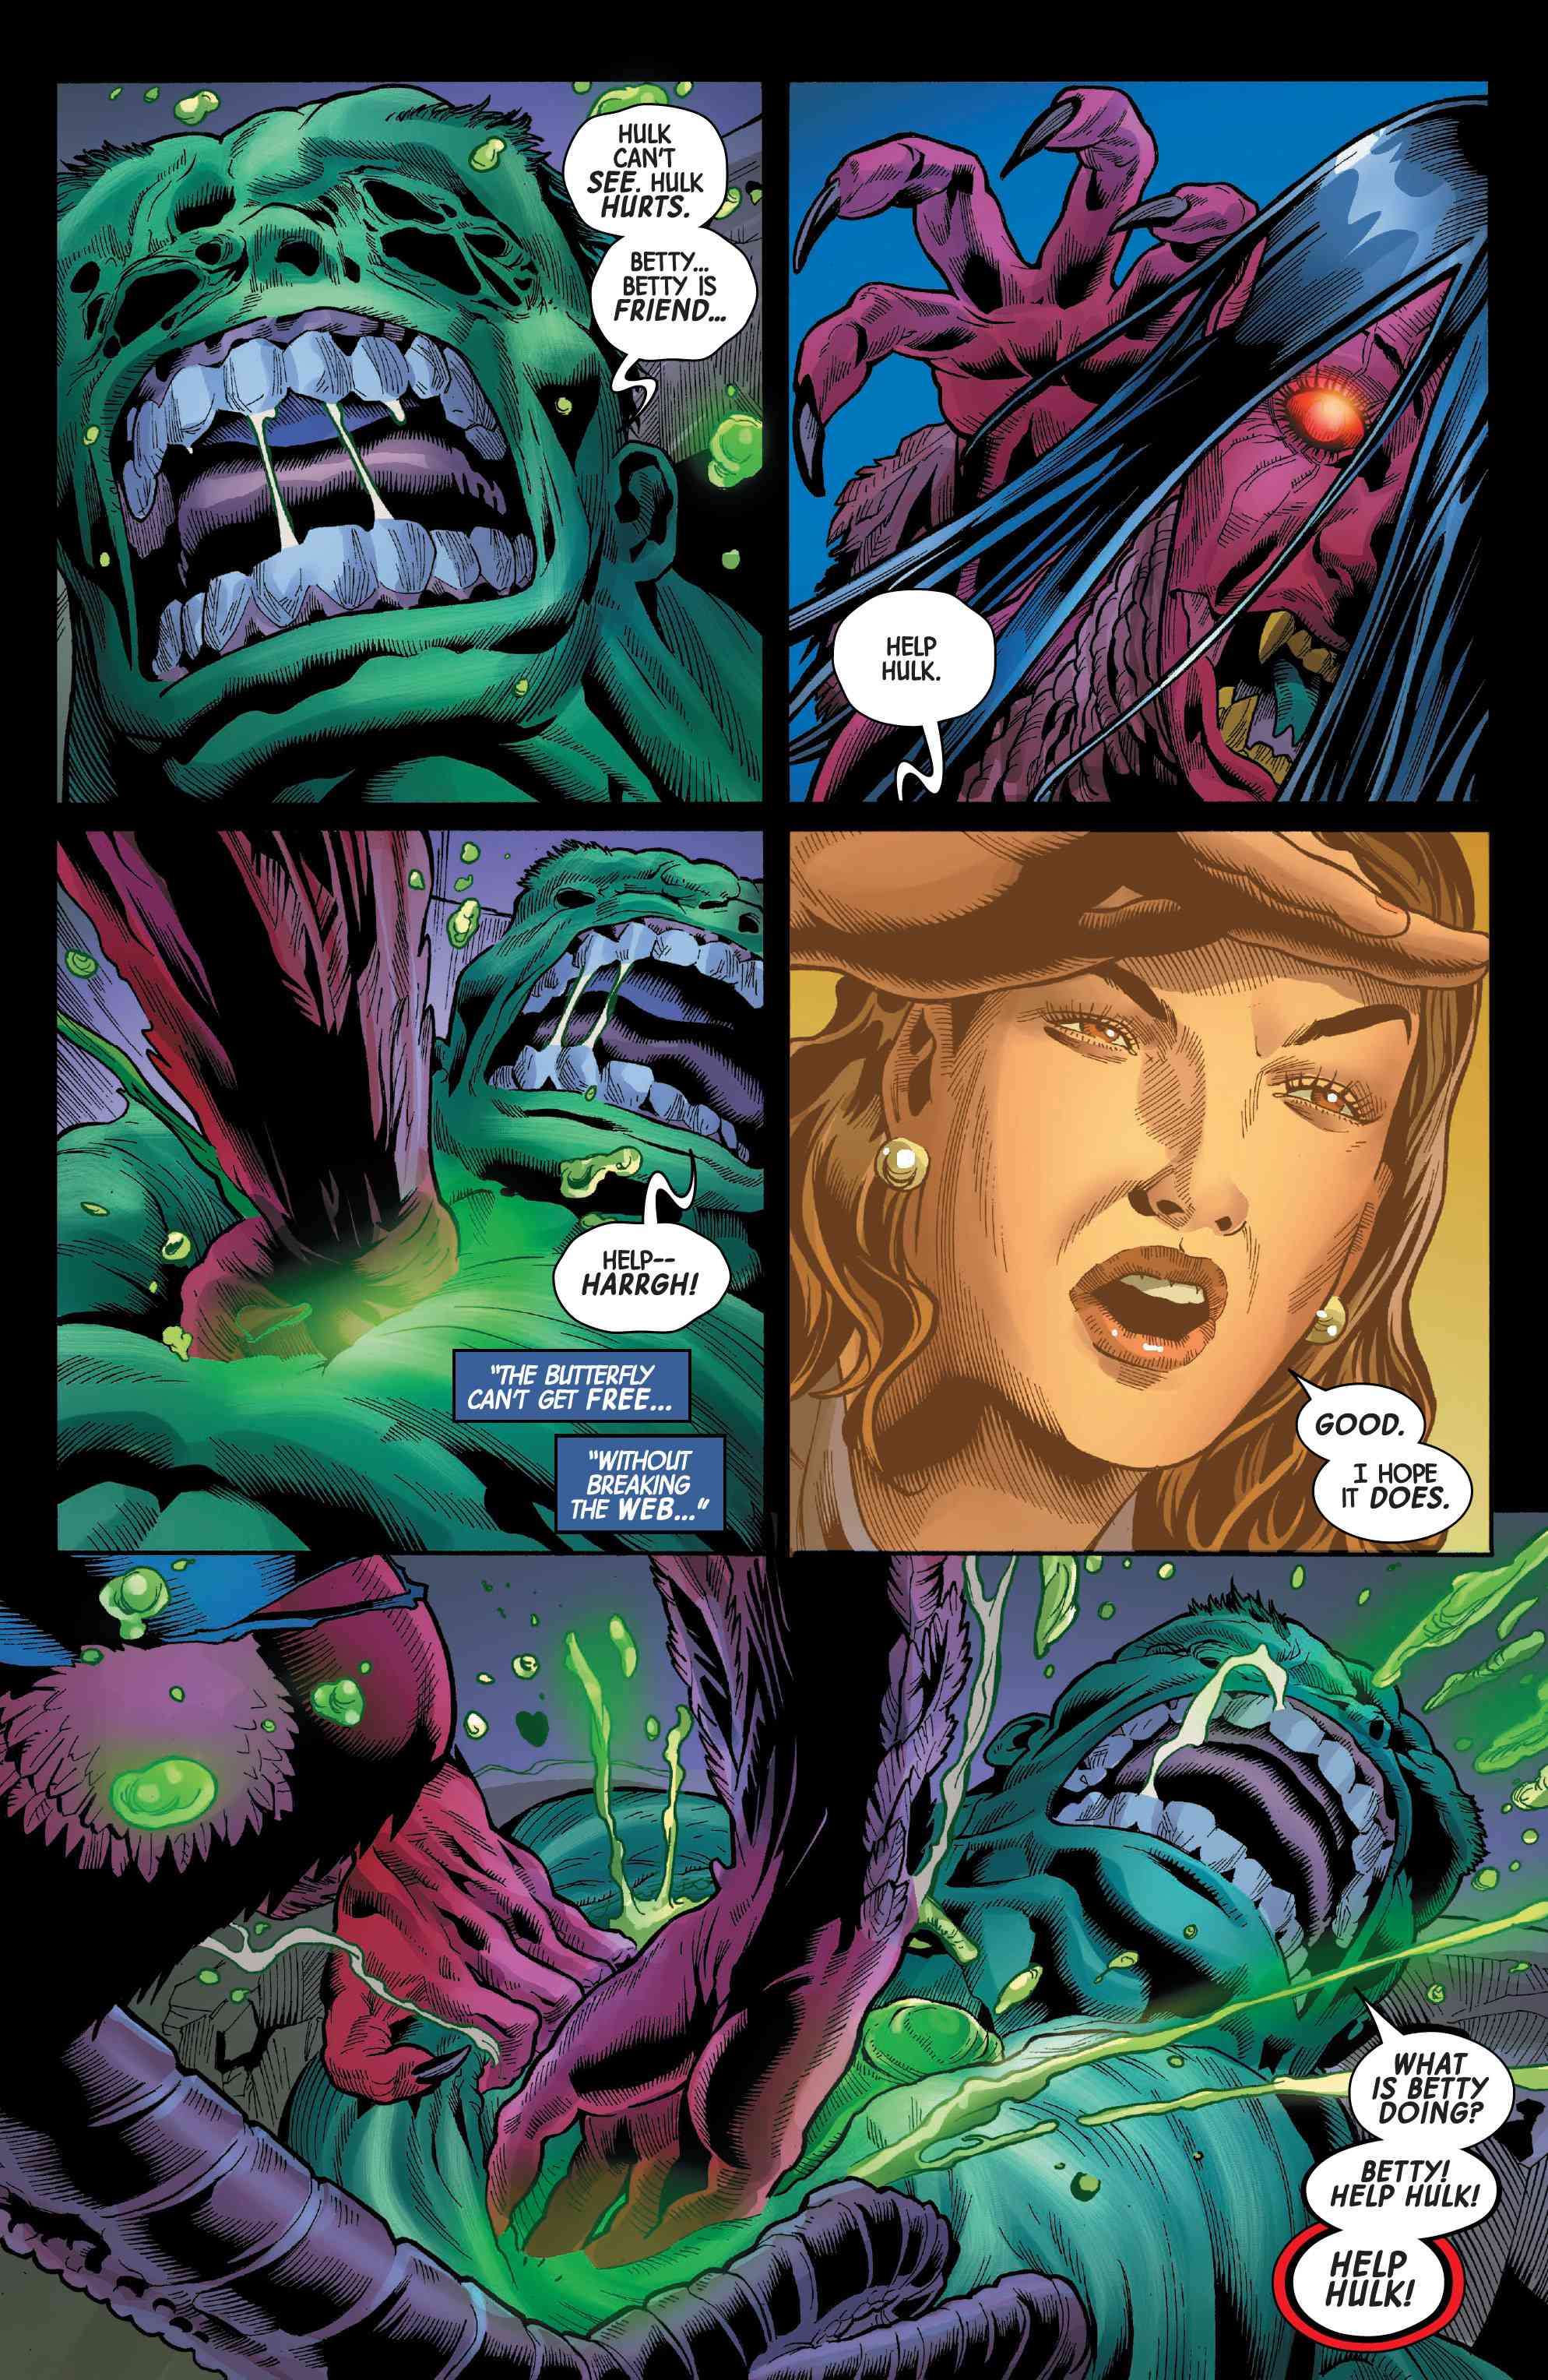 HULK
CAN'T
SEE. HULK
HURTS.
BETTY...
BETTY IS
FRIEND...
HELP
HULK.
HELP--
HARRGH!
"THE BUTTERFLY
CAN'T GET FREE...
"WITHOUT
BREAKING
THE WEB..."
GOOD.
I HOPE
IT DOES.
WHAT
IS BETTY
DOING?
BETTY!
HELP HULK!
HELP
HULK!